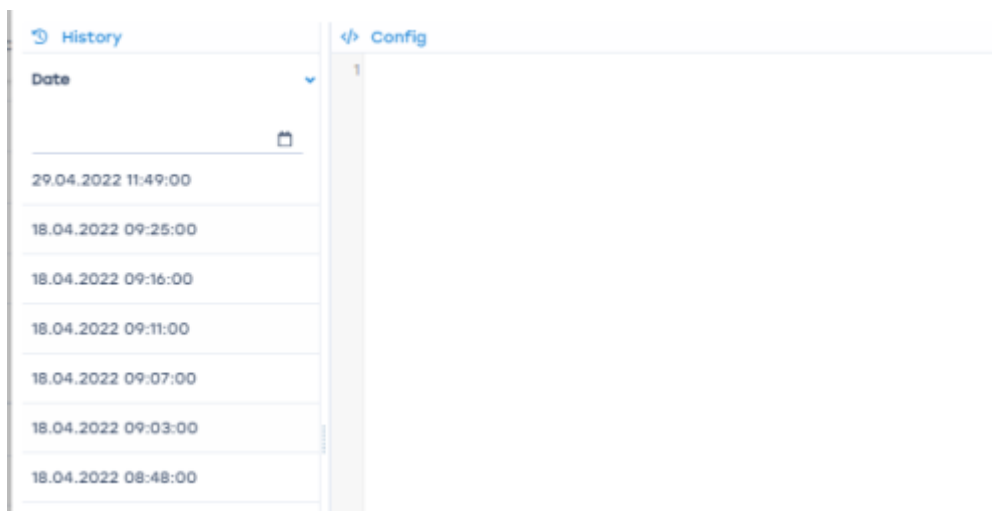 History
Config
Date
1
29.04.2022 11:49:00
18.04.2022 09:25:00
18.04.2022 09:16:00
18.04.2022 09:11:00
18.04.2022 09:07:00
18.04.2022 09:03:00
18.04.2022 08:48:00